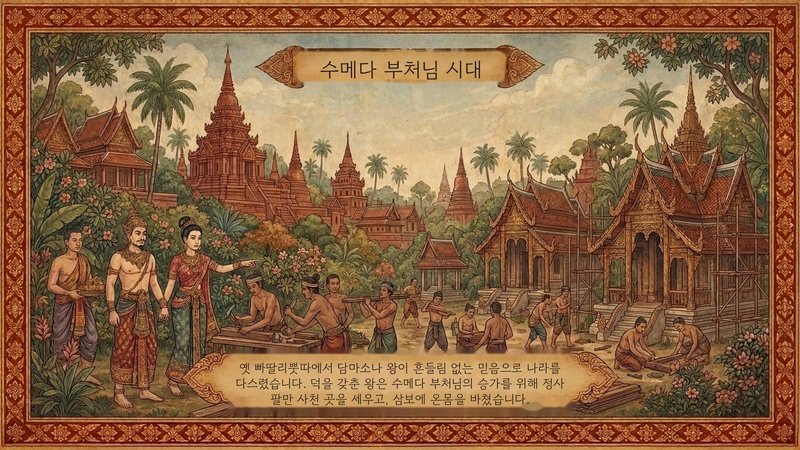 수메다 부처님 시대
옛 빠딸리뿟따에서 담마소나 왕이 흔들림 없는 믿음으로 나라를
다스렸습니다. 덕을 갖춘 왕은 수메다 부처님의 승가를 위해 정사
팔만 사천 곳을 세우고, 삼보에 온몸을 바쳤습니다.